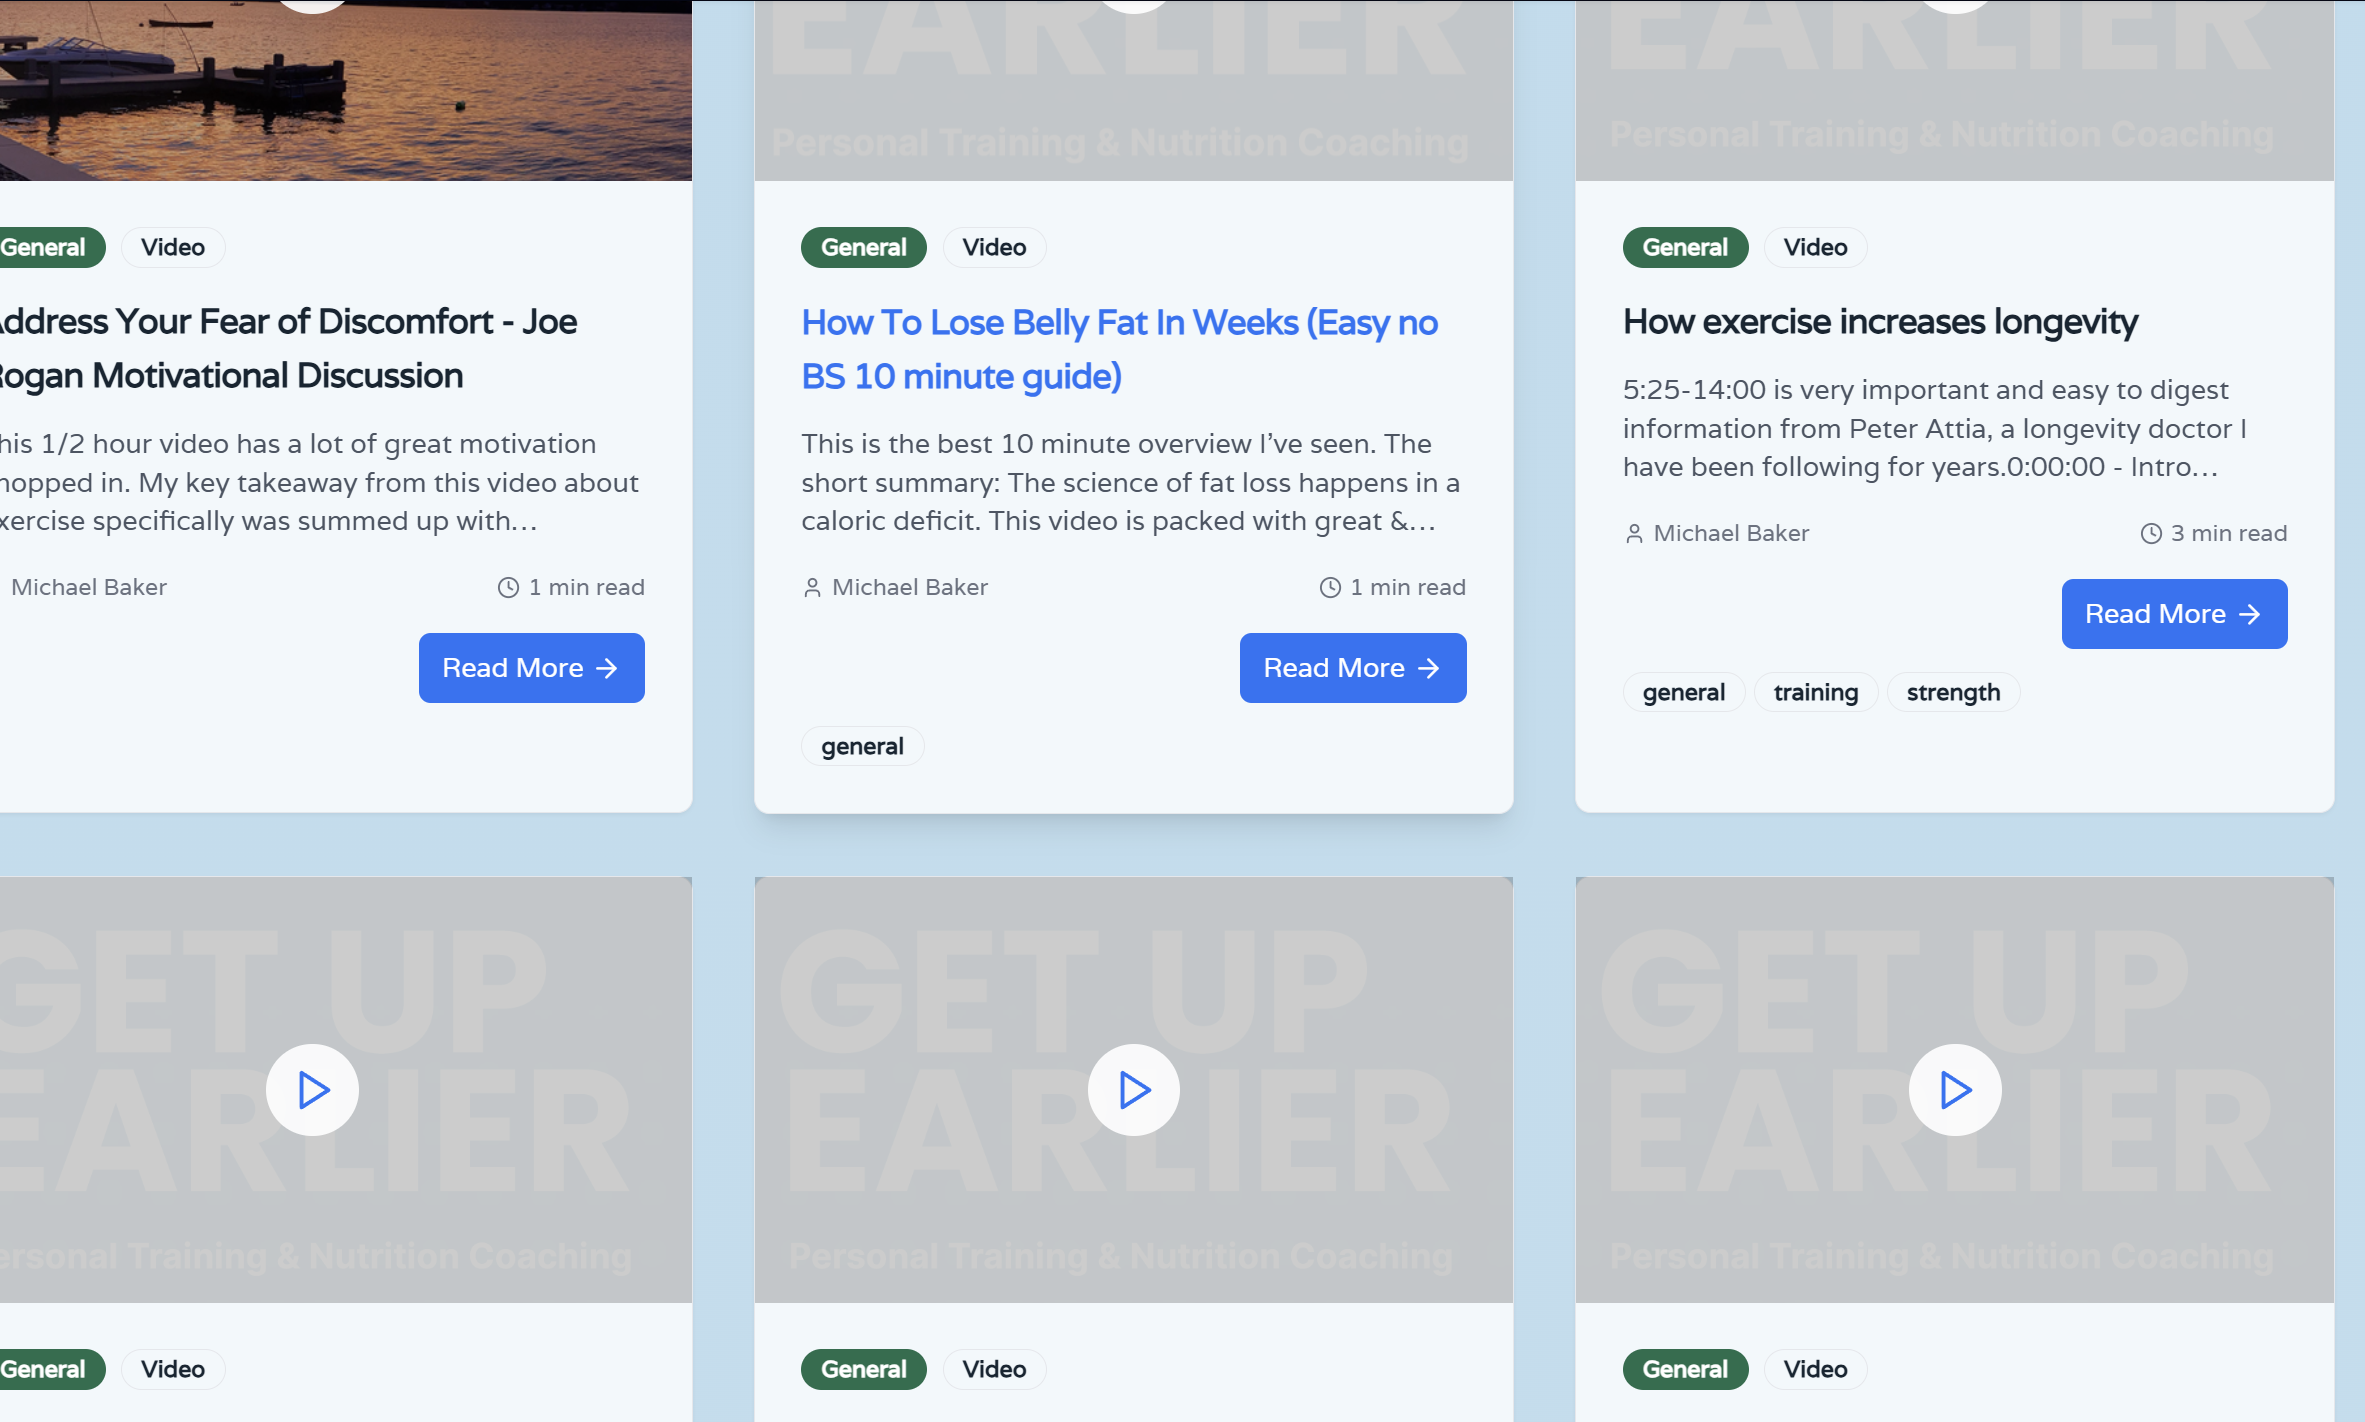 EARLIER
EARLIER
Personal Training & Nutrition Coaching
Personal Training & Nutrition Coaching
General
Video
Address Your Fear of Discomfort - Joe
Rogan Motivational Discussion
This 1/2 hour video has a lot of great motivation
chopped in. My key takeaway from this video about
exercise specifically was summed up with...
Michael Baker
1 min read
Read More
General
Video
How To Lose Belly Fat In Weeks (Easy no
BS 10 minute guide)
This is the best 10 minute overview I've seen. The
short summary: The science of fat loss happens in a
caloric deficit. This video is packed with great &...
Michael Baker
1 min read
Read More
general
General
Video
How exercise increases longevity
5:25-14:00 is very important and easy to digest
information from Peter Attia, a longevity doctor I
have been following for years.0:00:00 - Intro...
Michael Baker
3 min read
Read More
general
training
strength
GET UP
EARLIER
Personal Training & Nutrition Coaching
General
Video
GET UP
EARLIER
Personal Training & Nutrition Coaching
General
Video
GET UP
EARLIER
Personal Training & Nutrition Coaching
General
Video